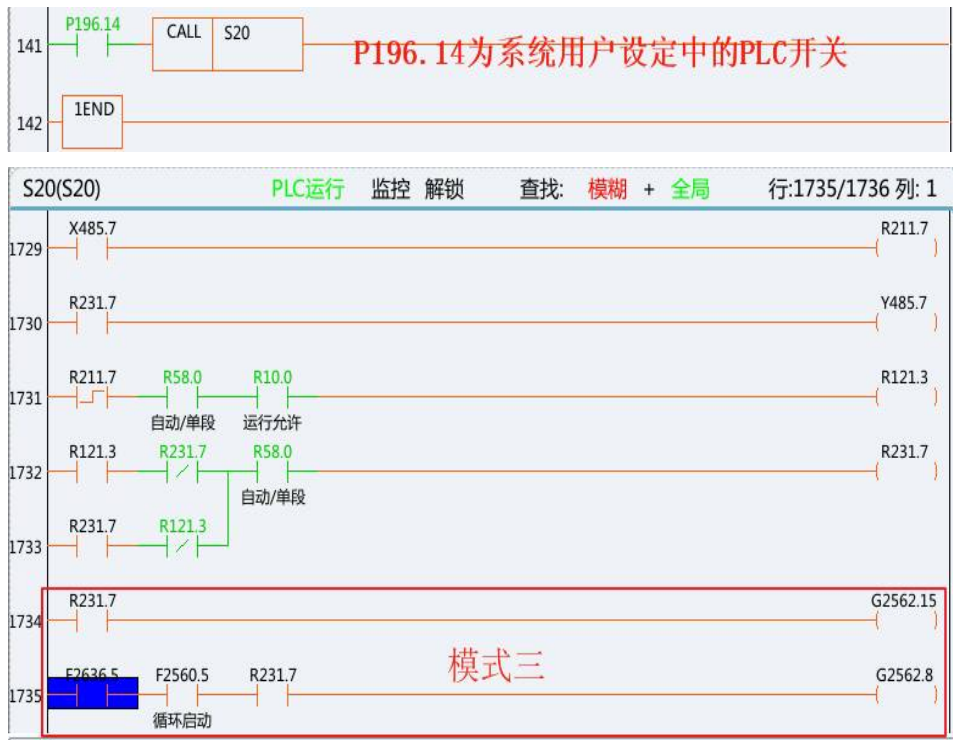 P196.14
141
CALL S20
P196.14为系统用户设定中的PLC开关
142
1END
S20(S20) PLC运行 监控 解锁 查找: 模糊 + 全局 行:1735/1736 列: 1
X485.7 R211.7
1729
R231.7 Y485.7
1730
R211.7 R58.0 R10.0 R121.3
1731
自动/单段 运行允许
R121.3 R231.7 R58.0 R231.7
1732
自动/单段
R231.7 R121.3
1733
R231.7 G2562.15
1734
模式三
F2636.5 F2560.5 R231.7 G2562.8
1735
循环启动